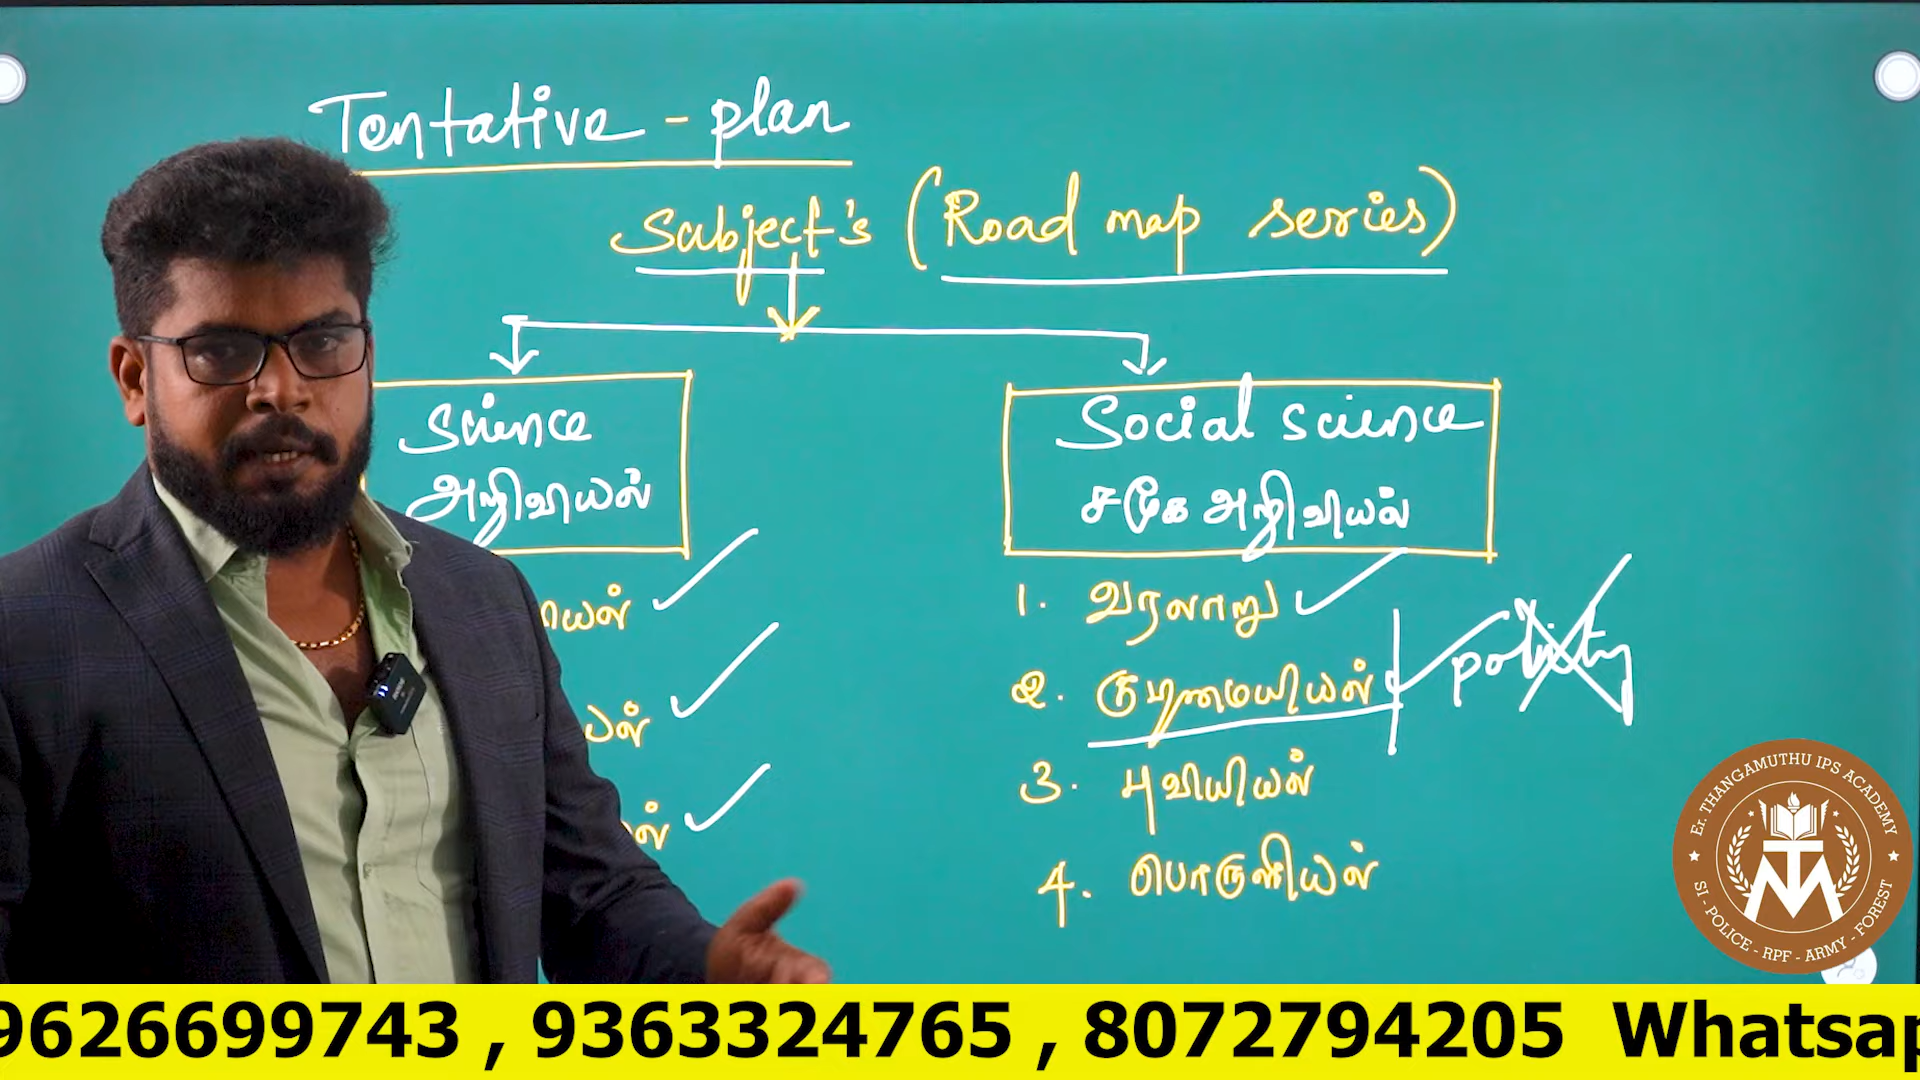 Tentative - plan
Subject's (Road map series)
Science
அறிவியல்
Social science
சமூக அறிவியல்
1. வரலாறு
2. குடிமையியல் polity
3. புவியியல்
4. பொருளியல்
Er. THANGAMUTHU IPS ACADEMY
TM
SI - POLICE - RPF - ARMY - FOREST
9626699743 , 9363324765 , 8072794205 Whatsap